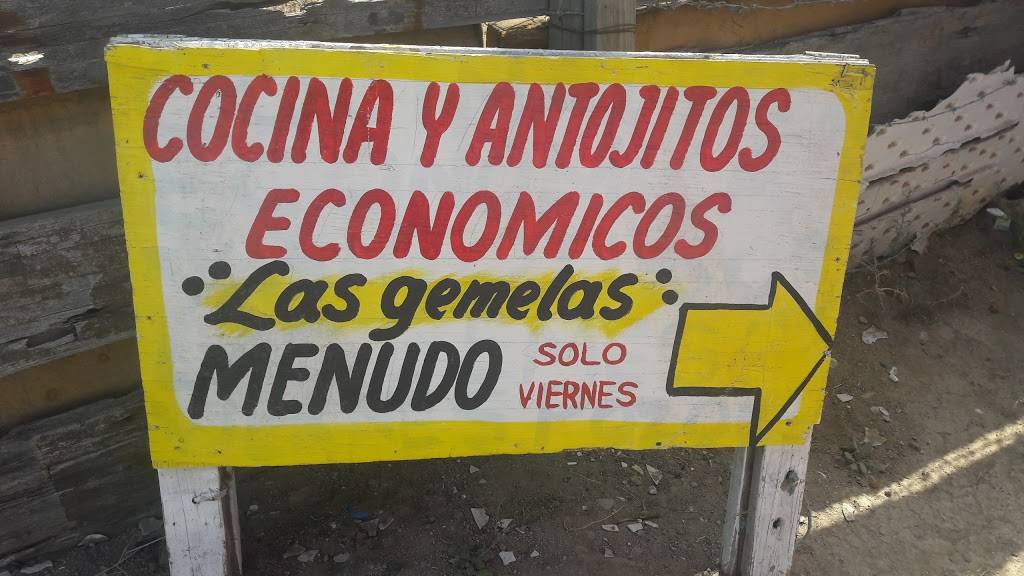 COCINA Y ANTOJITOS
ECONOMICOS
Las gemelas
MENUDO SOLO VIERNES